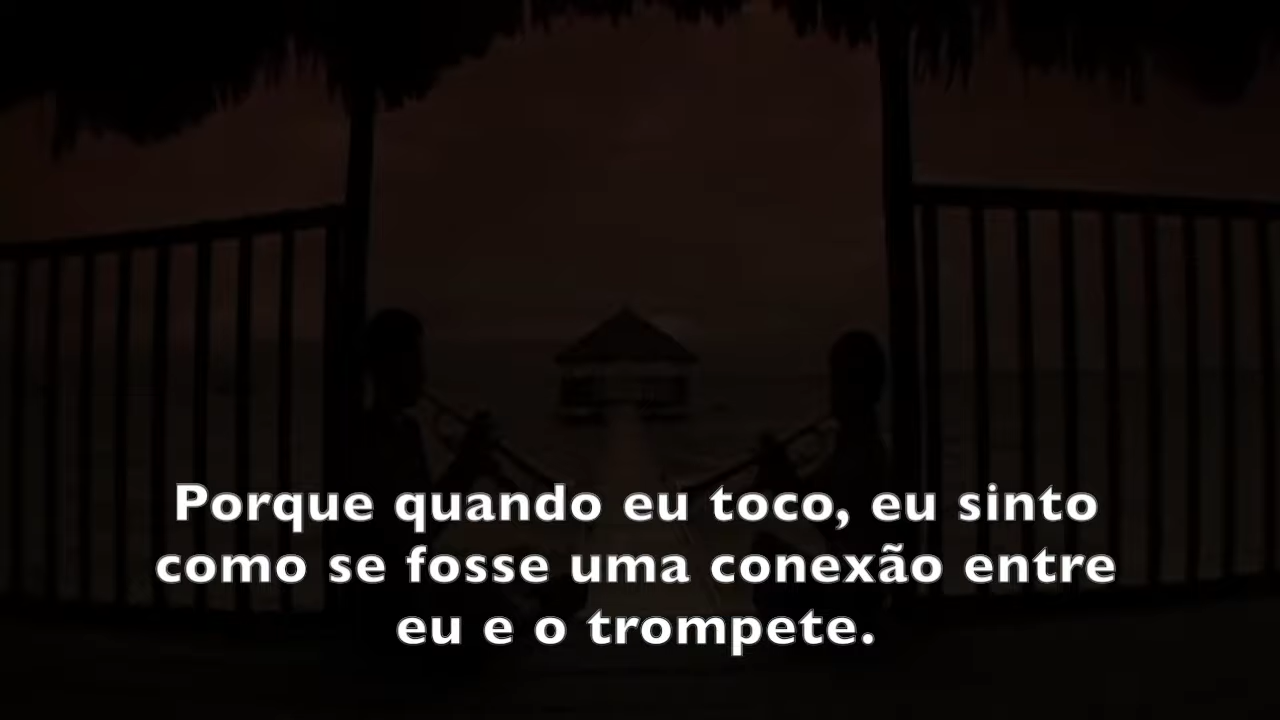 Porque quando eu toco, eu sinto
como se fosse uma conexão entre
eu e o trompete.